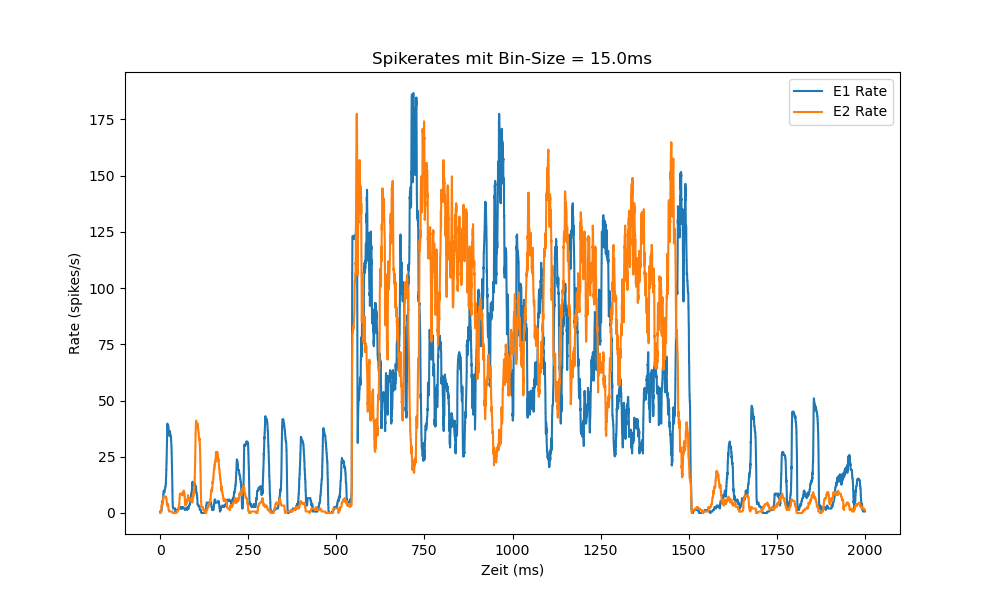 Spikerates mit Bin-Size = 15.0ms
E1 Rate
E2 Rate
Rate (spikes/s)
175
150
125
100
75
50
25
0
0 250 500 750 1000 1250 1500 1750 2000
Zeit (ms)